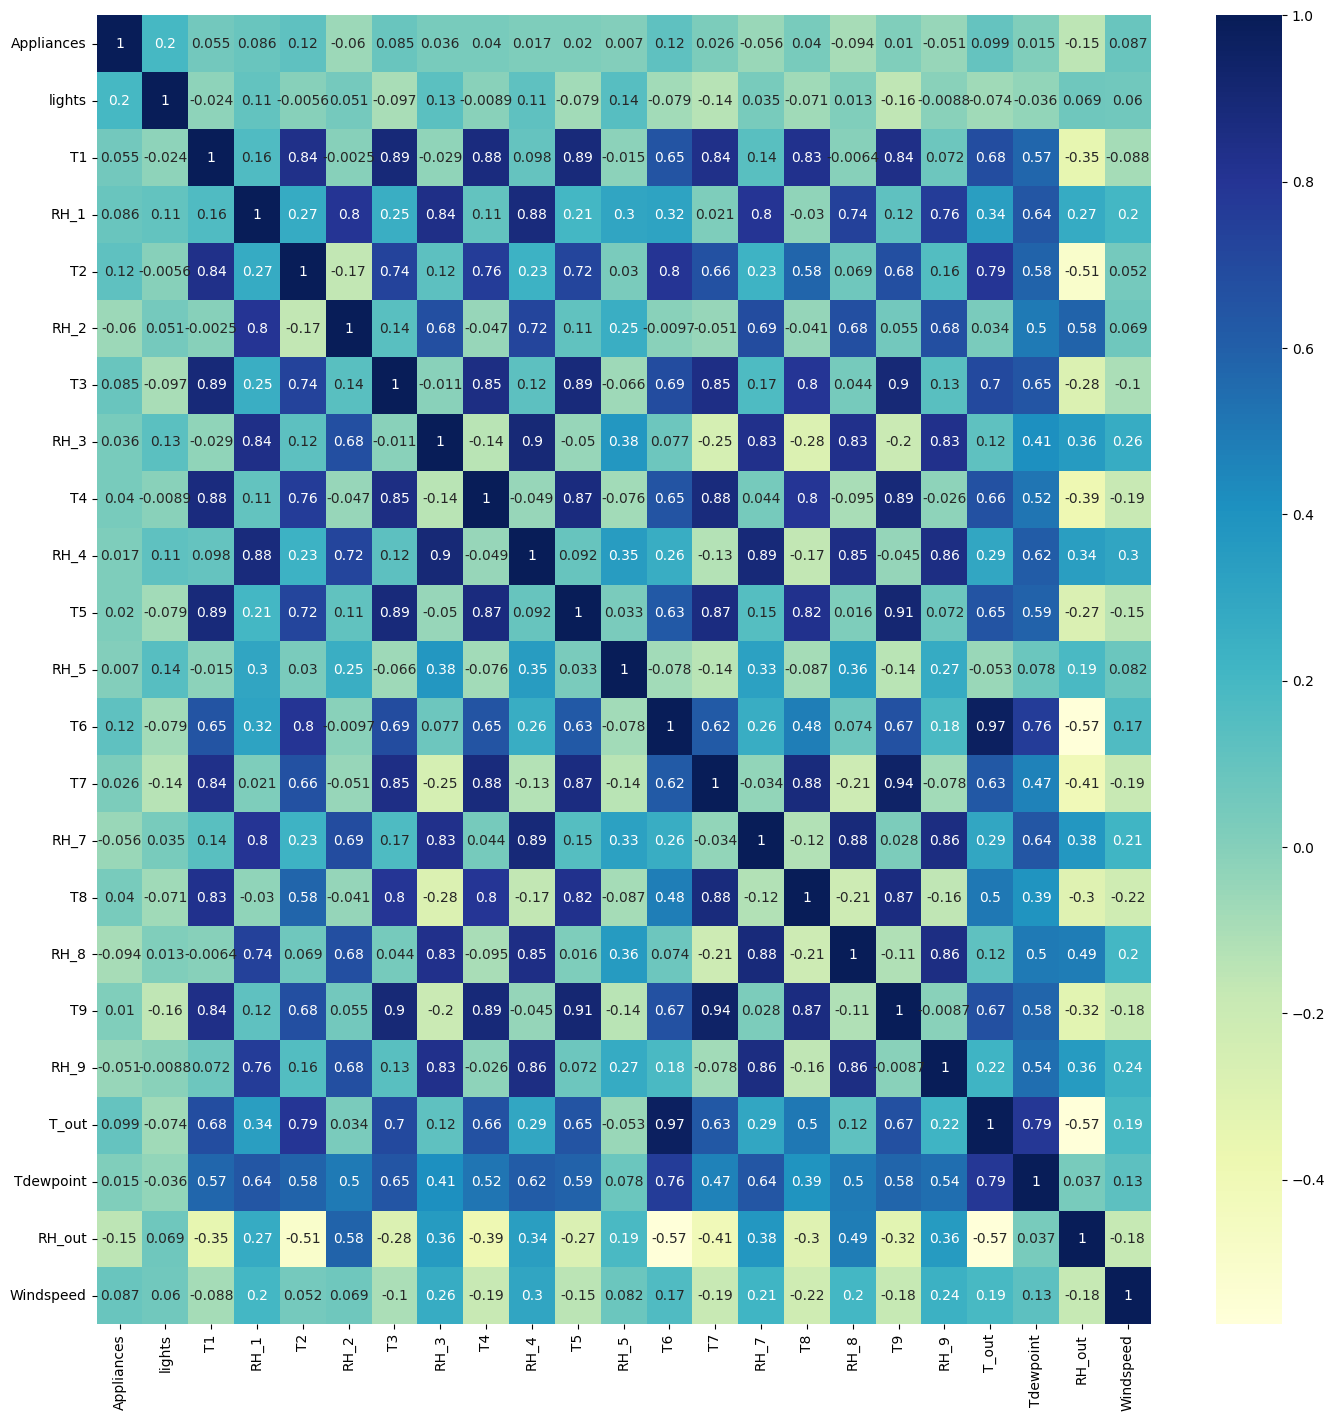 Appliances 1 0.2 0.055 0.086 0.12 -0.06 0.085 0.036 0.04 0.017 0.02 0.007 0.12 0.026 -0.056 0.04 -0.094 0.01 -0.051 0.099 0.015 -0.15 0.087
lights 0.2 1 -0.024 0.11 -0.0056 0.051 -0.097 0.13 -0.0089 0.11 -0.079 0.14 -0.079 -0.14 0.035 -0.071 0.013 -0.16 -0.0088 -0.074 -0.036 0.069 0.06
T1 0.055 -0.024 1 0.16 0.84 -0.0025 0.89 -0.029 0.88 0.098 0.89 -0.015 0.65 0.84 0.14 0.83 -0.0064 0.84 0.072 0.68 0.57 -0.35 -0.088
RH_1 0.086 0.11 0.16 1 0.27 0.8 0.25 0.84 0.11 0.88 0.21 0.3 0.32 0.021 0.8 -0.03 0.74 0.12 0.76 0.34 0.64 0.27 0.2
T2 0.12 -0.0056 0.84 0.27 1 -0.17 0.74 0.12 0.76 0.23 0.72 0.03 0.8 0.66 0.23 0.58 0.069 0.68 0.16 0.79 0.58 -0.51 0.052
RH_2 -0.06 0.051 -0.0025 0.8 -0.17 1 0.14 0.68 -0.047 0.72 0.11 0.25 -0.0097 -0.051 0.69 -0.041 0.68 0.055 0.68 0.034 0.5 0.58 0.069
T3 0.085 -0.097 0.89 0.25 0.74 0.14 1 -0.011 0.85 0.12 0.89 -0.066 0.69 0.85 0.17 0.8 0.044 0.9 0.13 0.7 0.65 -0.28 -0.1
RH_3 0.036 0.13 -0.029 0.84 0.12 0.68 -0.011 1 -0.14 0.9 -0.05 0.38 0.077 -0.25 0.83 -0.28 0.83 -0.2 0.83 0.12 0.41 0.36 0.26
T4 0.04 -0.0089 0.88 0.11 0.76 -0.047 0.85 -0.14 1 -0.049 0.87 -0.076 0.65 0.88 0.044 0.8 -0.095 0.89 -0.026 0.66 0.52 -0.39 -0.19
RH_4 0.017 0.11 0.098 0.88 0.23 0.72 0.12 0.9 -0.049 1 0.092 0.35 0.26 -0.13 0.89 -0.17 0.85 -0.045 0.86 0.29 0.62 0.34 0.3
T5 0.02 -0.079 0.89 0.21 0.72 0.11 0.89 -0.05 0.87 0.092 1 0.033 0.63 0.87 0.15 0.82 0.016 0.91 0.072 0.65 0.59 -0.27 -0.15
RH_5 0.007 0.14 -0.015 0.3 0.03 0.25 -0.066 0.38 -0.076 0.35 0.033 1 -0.078 -0.14 0.33 -0.087 0.36 -0.14 0.27 -0.053 0.078 0.19 0.082
T6 0.12 -0.079 0.65 0.32 0.8 -0.0097 0.69 0.077 0.65 0.26 0.63 -0.078 1 0.62 0.26 0.48 0.074 0.67 0.18 0.97 0.76 -0.57 0.17
T7 0.026 -0.14 0.84 0.021 0.66 -0.051 0.85 -0.25 0.88 -0.13 0.87 -0.14 0.62 1 -0.034 0.88 -0.21 0.94 -0.078 0.63 0.47 -0.41 -0.19
RH_7 -0.056 0.035 0.14 0.8 0.23 0.69 0.17 0.83 0.044 0.89 0.15 0.33 0.26 -0.034 1 -0.12 0.88 0.028 0.86 0.29 0.64 0.38 0.21
T8 0.04 -0.071 0.83 -0.03 0.58 -0.041 0.8 -0.28 0.8 -0.17 0.82 -0.087 0.48 0.88 -0.12 1 -0.21 0.87 -0.16 0.5 0.39 -0.3 -0.22
RH_8 -0.094 0.013 -0.0064 0.74 0.069 0.68 0.044 0.83 -0.095 0.85 0.016 0.36 0.074 -0.21 0.88 -0.21 1 -0.11 0.86 0.12 0.5 0.49 0.2
T9 0.01 -0.16 0.84 0.12 0.68 0.055 0.9 -0.2 0.89 -0.045 0.91 -0.14 0.67 0.94 0.028 0.87 -0.11 1 -0.0087 0.67 0.58 -0.32 -0.18
RH_9 -0.051 -0.0088 0.072 0.76 0.16 0.68 0.13 0.83 -0.026 0.86 0.072 0.27 0.18 -0.078 0.86 -0.16 0.86 -0.0087 1 0.22 0.54 0.36 0.24
T_out 0.099 -0.074 0.68 0.34 0.79 0.034 0.7 0.12 0.66 0.29 0.65 -0.053 0.97 0.63 0.29 0.5 0.12 0.67 0.22 1 0.79 -0.57 0.19
Tdewpoint 0.015 -0.036 0.57 0.64 0.58 0.5 0.65 0.41 0.52 0.62 0.59 0.078 0.76 0.47 0.64 0.39 0.5 0.58 0.54 0.79 1 0.037 0.13
RH_out -0.15 0.069 -0.35 0.27 -0.51 0.58 -0.28 0.36 -0.39 0.34 -0.27 0.19 -0.57 -0.41 0.38 -0.3 0.49 -0.32 0.36 -0.57 0.037 1 -0.18
Windspeed 0.087 0.06 -0.088 0.2 0.052 0.069 -0.1 0.26 -0.19 0.3 -0.15 0.082 0.17 -0.19 0.21 -0.22 0.2 -0.18 0.24 0.19 0.13 -0.18 1
Appliances lights T1 RH_1 T2 RH_2 T3 RH_3 T4 RH_4 T5 RH_5 T6 T7 RH_7 T8 RH_8 T9 RH_9 T_out Tdewpoint RH_out Windspeed
1.0
0.8
0.6
0.4
0.2
0.0
−0.2
−0.4